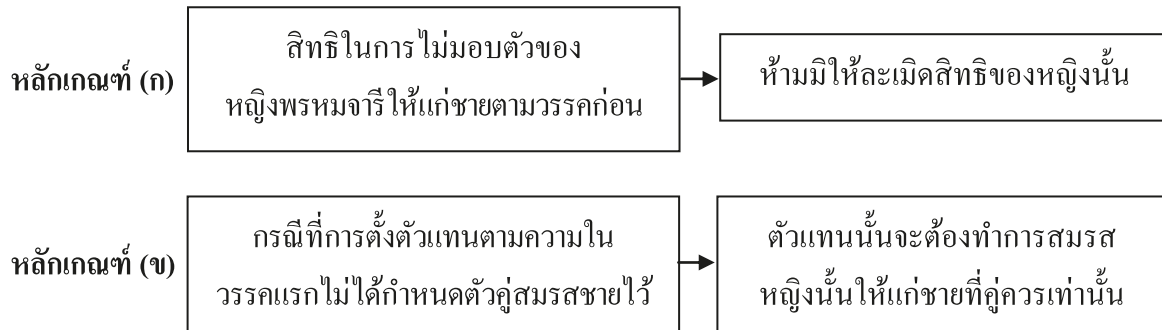 สิทธิในการไม่มอบตัวของ
หญิงพรหมจารีให้แก่ชายตามวรรคก่อน
หลักเกณฑ์ (ก)
ห้ามมิให้ละเมิดสิทธิของหญิงนั้น
กรณีที่การตั้งตัวแทนตามความใน
วรรคแรกไม่ได้กำหนดตัวคู่สมรสชายไว้
หลักเกณฑ์ (ข)
ตัวแทนนั้นจะต้องทำการสมรส
หญิงนั้นให้แก่ชายที่คู่ควรเท่านั้น